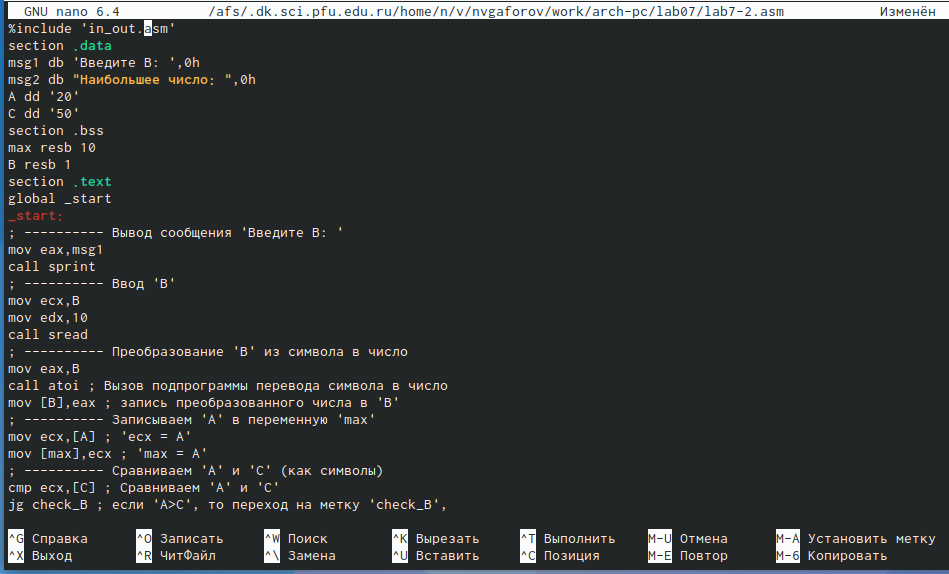 GNU nano 6.4 /afs/.dk.sci.pfu.edu.ru/home/n/v/nvgaforov/work/arch-pc/lab07/lab7-2.asm Изменён
%include 'in_out.asm'
section .data
msg1 db 'Введите B: ',0h
msg2 db "Наибольшее число: ",0h
A dd '20'
C dd '50'
section .bss
max resb 10
B resb 1
section .text
global _start
_start:
; ---------- Вывод сообщения 'Введите B: '
mov eax,msg1
call sprint
; ---------- Ввод 'B'
mov ecx,B
mov edx,10
call sread
; ---------- Преобразование 'B' из символа в число
mov eax,B
call atoi ; Вызов подпрограммы перевода символа в число
mov [B],eax ; запись преобразованного числа в 'B'
; ---------- Записываем 'A' в переменную 'max'
mov ecx,[A] ; 'ecx = A'
mov [max],ecx ; 'max = A'
; ---------- Сравниваем 'A' и 'С' (как символы)
cmp ecx,[C] ; Сравниваем 'A' и 'С'
jg check_B ; если 'A>C', то переход на метку 'check_B',
^G Справка ^O Записать ^W Поиск ^K Вырезать ^T Выполнить M-U Отмена M-A Установить метку
^X Выход ^R ЧитФайл ^\ Замена ^U Вставить ^C Позиция M-E Повтор M-6 Копировать